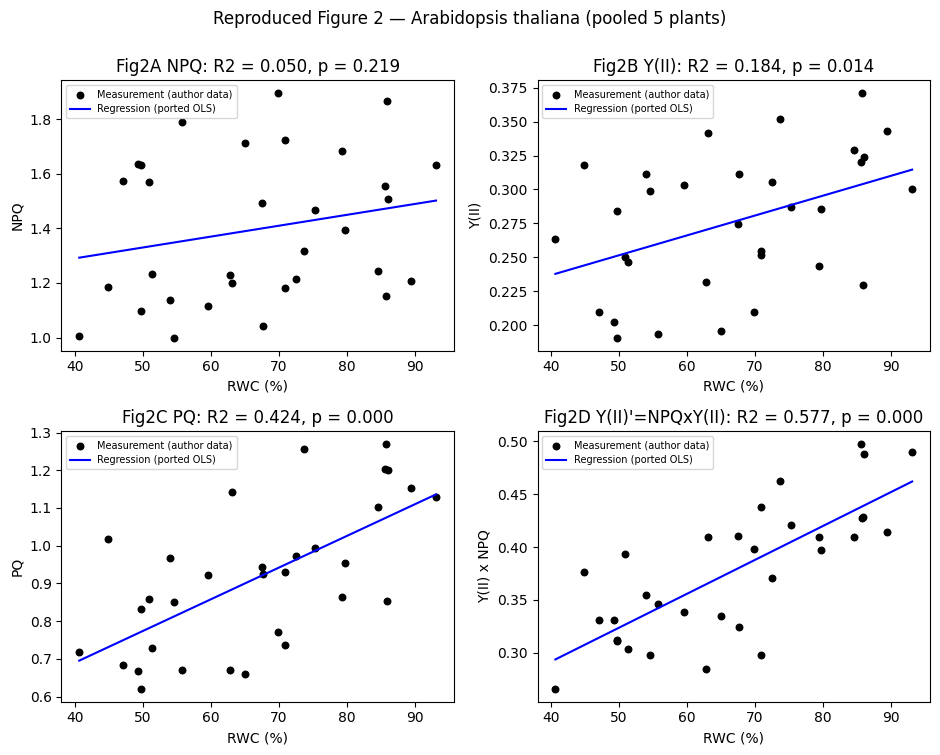 Reproduced Figure 2 — Arabidopsis thaliana (pooled 5 plants)
Fig2A NPQ: R2 = 0.050, p = 0.219
Measurement (author data)
Regression (ported OLS)
1.8
1.6
1.4
1.2
1.0
NPQ
40 50 60 70 80 90
RWC (%)
Fig2B Y(II): R2 = 0.184, p = 0.014
Measurement (author data)
Regression (ported OLS)
0.375
0.350
0.325
0.300
0.275
0.250
0.225
0.200
Y(II)
40 50 60 70 80 90
RWC (%)
Fig2C PQ: R2 = 0.424, p = 0.000
Measurement (author data)
Regression (ported OLS)
1.3
1.2
1.1
1.0
0.9
0.8
0.7
0.6
PQ
40 50 60 70 80 90
RWC (%)
Fig2D Y(II)'=NPQxY(II): R2 = 0.577, p = 0.000
Measurement (author data)
Regression (ported OLS)
0.50
0.45
0.40
0.35
0.30
Y(II) x NPQ
40 50 60 70 80 90
RWC (%)